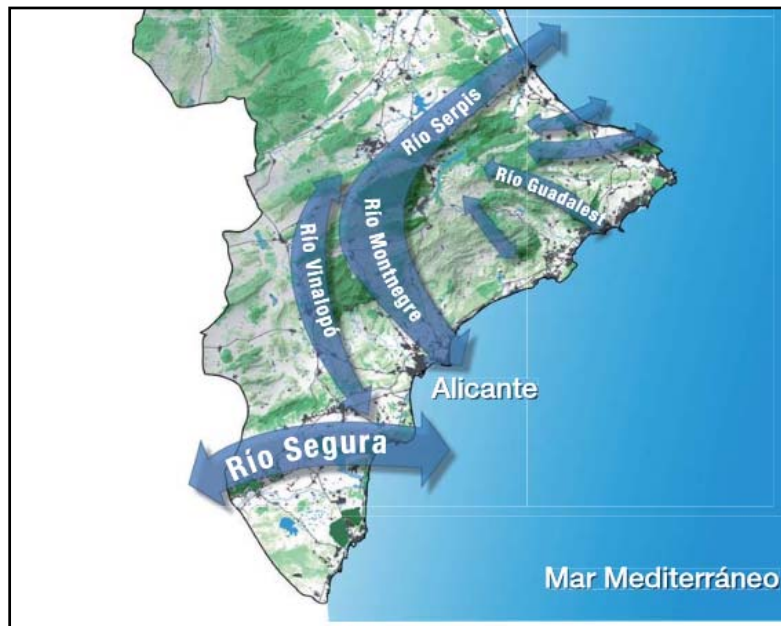 Río Serpis
Río Guadalest
Río Montnegre
Río Vinalopó
Alicante
Río Segura
Mar Mediterráneo